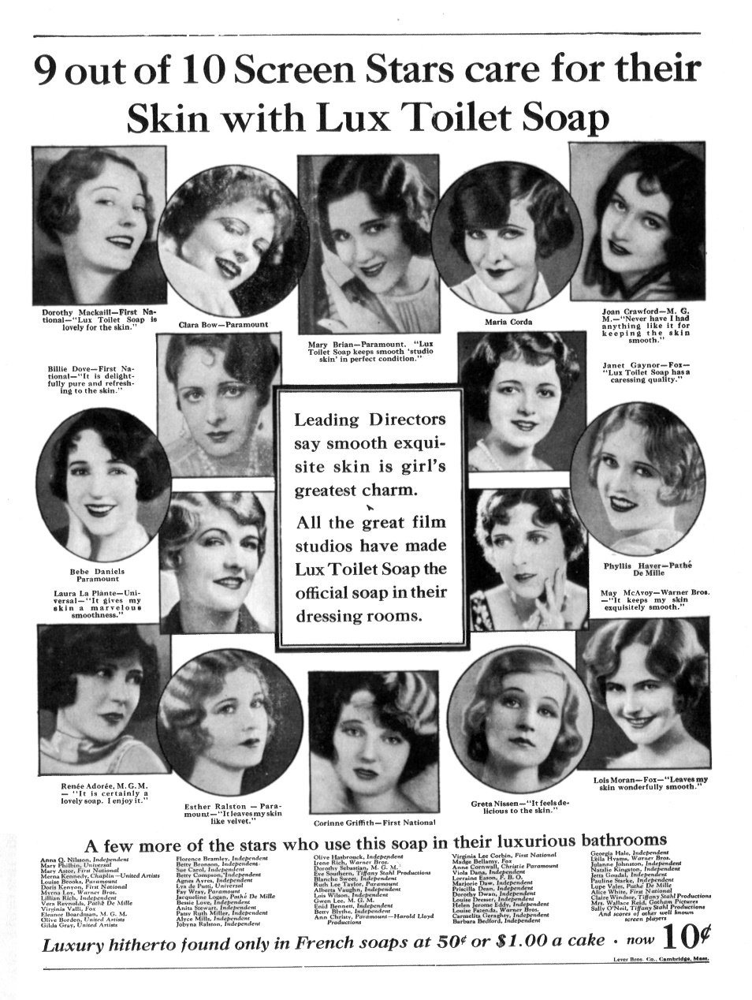 9 out of 10 Screen Stars care for their
Skin with Lux Toilet Soap
Dorothy Mackaill—First Na-
tional—"Lux Toilet Soap is
lovely for the skin."
Clara Bow—Paramount
Mary Brian—Paramount. "Lux
Toilet Soap keeps smooth 'studio
skin' in perfect condition."
Maria Corda
Joan Crawford—M. G.
M.—"Never have I had
anything like it for
keeping the skin
smooth."
Billie Dove—First Na-
tional—"It is delight-
fully pure and refresh-
ing to the skin."
Janet Gaynor—Fox—
"Lux Toilet Soap has a
caressing quality."
Leading Directors
say smooth exqui-
site skin is girl's
greatest charm.
All the great film
studios have made
Lux Toilet Soap the
official soap in their
dressing rooms.
Bebe Daniels
Paramount
Laura La Plante—Uni-
versal—"It gives my
skin a marvelous
smoothness."
Phyllis Haver—Pathé
De Mille
May McAvoy—Warner Bros.
—"It keeps my skin
exquisitely smooth."
Renée Adorée, M.G.M.
— "It is certainly a
lovely soap. I enjoy it."
Esther Ralston — Para-
mount—"It leaves my skin
like velvet."
Corinne Griffith—First National
Greta Nissen—"It feels de-
licious to the skin."
Lois Moran—Fox—"Leaves my
skin wonderfully smooth."
A few more of the stars who use this soap in their luxurious bathrooms
Anna Q. Nilsson, Independent
Mary Philbin, Universal
Mary Astor, First National
Merna Kennedy, Chaplin—United Artists
Louise Brooks, Paramount
Doris Kenyon, First National
Myrna Loy, Warner Bros.
Lillian Rich, Independent
Vera Reynolds, Pathé De Mille
Virginia Valli, Fox
Eleanor Boardman, M. G. M.
Olive Borden, United Artists
Gilda Gray, United Artists
Florence Bramley, Independent
Betty Bronson, Independent
Sue Carol, Independent
Betty Compson, Independent
Agnes Ayres, Independent
Lya de Putti, Universal
Fay Wray, Paramount
Jacqueline Logan, Pathé De Mille
Bessie Love, Independent
Anita Stewart, Independent
Patsy Ruth Miller, Independent
Alyce Mills, Independent
Jobyna Ralston, Independent
Olive Hasbrouck, Independent
Irene Rich, Warner Bros.
Dorothy Sebastian, M. G. M.
Eve Southern, Tiffany Stahl Productions
Blanche Sweet, Independent
Ruth Lee Taylor, Paramount
Alberta Vaughn, Independent
Lois Wilson, Independent
Gwen Lee, M. G. M.
Enid Bennett, Independent
Betty Blythe, Independent
Ann Christy, Paramount—Harold Lloyd
Productions
Virginia Lee Corbin, First National
Madge Bellamy, Fox
Anne Cornwall, Christie Paramount
Viola Dana, Independent
Lorraine Eason, F. B. O.
Marjorie Daw, Independent
Priscilla Dean, Independent
Dorothy Dwan, Independent
Louise Dresser, Independent
Helen Jerome Eddy, Independent
Louise Fazenda, Warner Bros.
Carmelita Geraghty, Independent
Barbara Bedford, Independent
Georgia Hale, Independent
Leila Hyams, Warner Bros.
Julanne Johnston, Independent
Natalie Kingston, Independent
Jetta Goudal, Independent
Pauline Starke, Independent
Lupe Velez, Pathé De Mille
Alice White, First National
Claire Windsor, Tiffany Stahl Productions
Mrs. Wallace Reid, Gotham Pictures
Sally O'Neil, Tiffany Stahl Productions
And scores of other well known
screen players
Luxury hitherto found only in French soaps at 50¢ or $1.00 a cake · now 10¢
Lever Bros. Co., Cambridge, Mass.